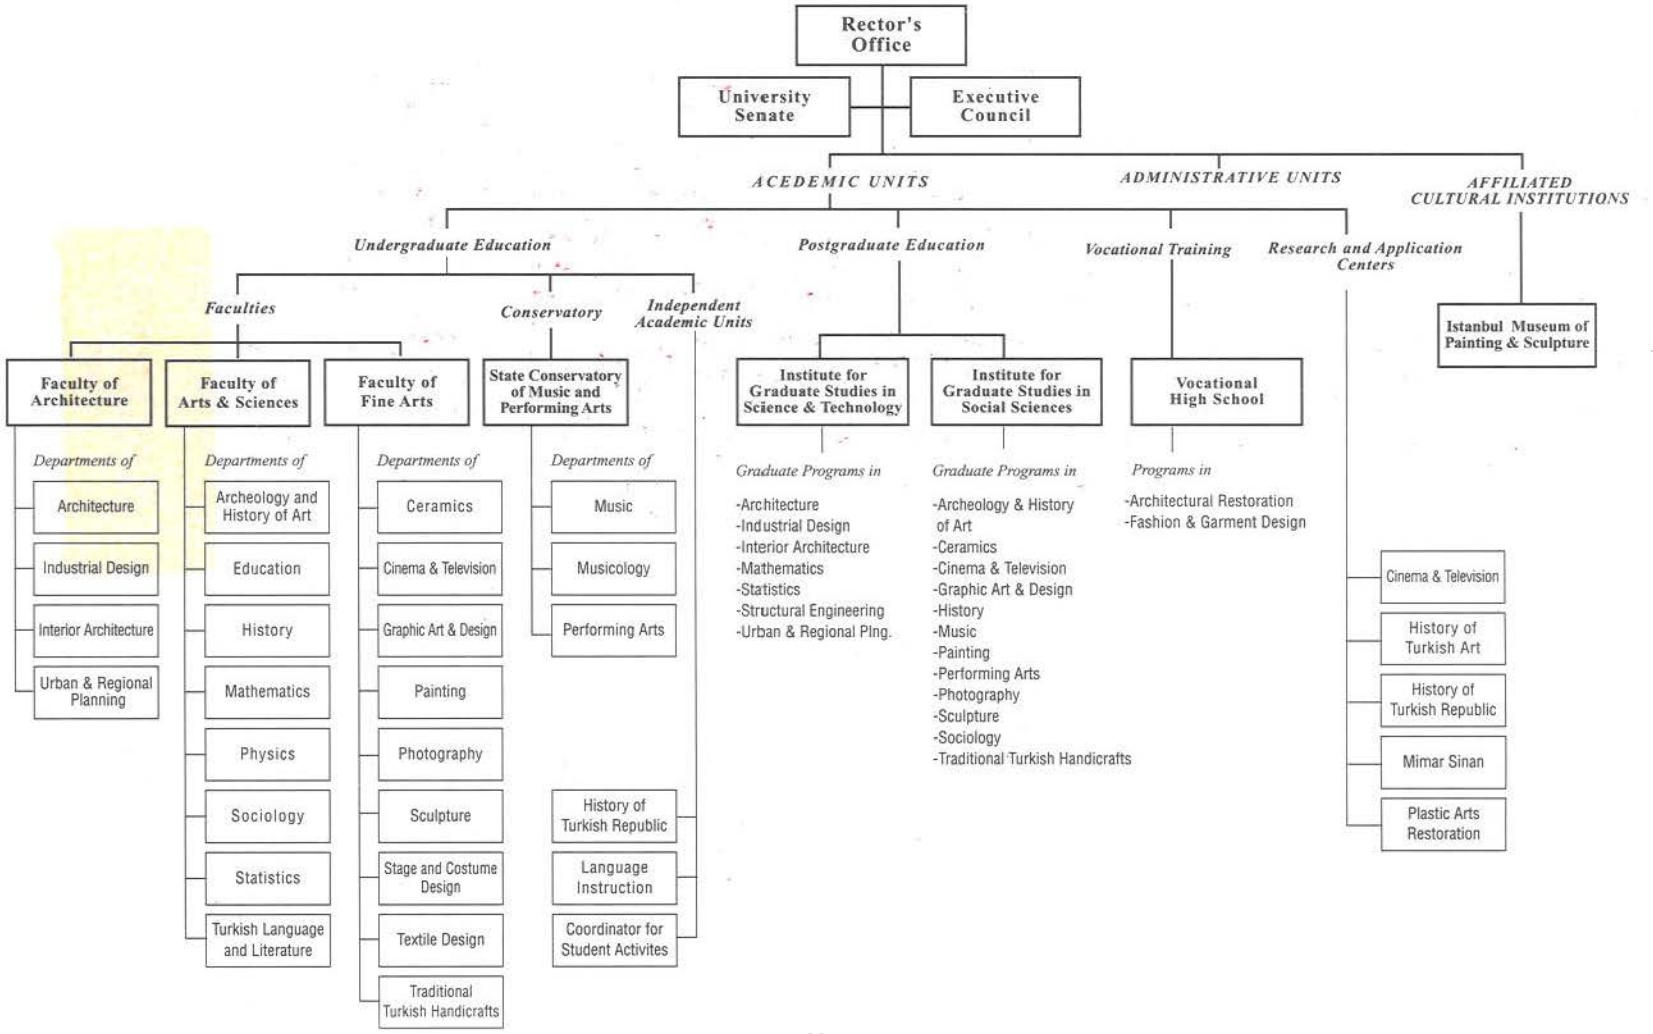 Rector's
Office
University
Senate
Executive
Council
ACEDEMIC UNITS
ADMINISTRATIVE UNITS
AFFILIATED
CULTURAL INSTITUTIONS
Undergraduate Education
Postgraduate Education
Vocational Training
Research and Application
Centers
Faculties
Conservatory
Independent
Academic Units
Istanbul Museum of
Painting & Sculpture
Faculty of
Architecture
Faculty of
Arts & Sciences
Faculty of
Fine Arts
State Conservatory
of Music and
Performing Arts
Institute for
Graduate Studies in
Science & Technology
Institute for
Graduate Studies in
Social Sciences
Vocational
High School
Departments of
Architecture
Industrial Design
Interior Architecture
Urban & Regional
Planning
Departments of
Archeology and
History of Art
Education
History
Mathematics
Physics
Sociology
Statistics
Turkish Language
and Literature
Departments of
Ceramics
Cinema & Television
Graphic Art & Design
Painting
Photography
Sculpture
Stage and Costume
Design
Textile Design
Traditional
Turkish Handicrafts
Departments of
Music
Musicology
Performing Arts
History of
Turkish Republic
Language
Instruction
Coordinator for
Student Activites
Graduate Programs in
-Architecture
-Industrial Design
-Interior Architecture
-Mathematics
-Statistics
-Structural Engineering
-Urban & Regional Plng.
Graduate Programs in
-Archeology & History
of Art
-Ceramics
-Cinema & Television
-Graphic Art & Design
-History
-Music
-Painting
-Performing Arts
-Photography
-Sculpture
-Sociology
-Traditional Turkish Handicrafts
Programs in
-Architectural Restoration
-Fashion & Garment Design
Cinema & Television
History of
Turkish Art
History of
Turkish Republic
Mimar Sinan
Plastic Arts
Restoration